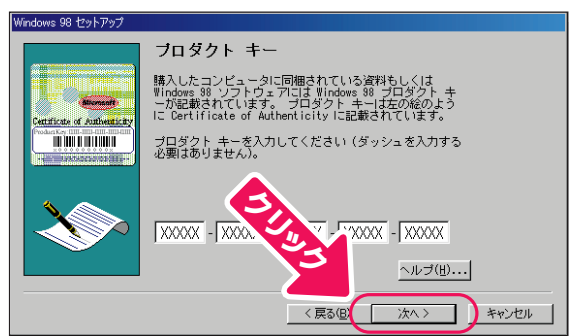 Windows 98 セットアップ
プロダクト キー
購入したコンピュータに同梱されている資料もしくは
Windows 98 ソフトウェアには Windows 98 プロダクト キ
ーが記載されています。 プロダクト キーは左の絵のよう
に Certificate of Authenticity に記載されています。
Microsoft
Certificate of Authenticity
プロダクト キーを入力してください（ダッシュを入力する
必要はありません）。
XXXXX - XXXX - X - XXXXX - XXXXX
クリック
ヘルプ(H)...
< 戻る(B)
次へ >
キャンセル